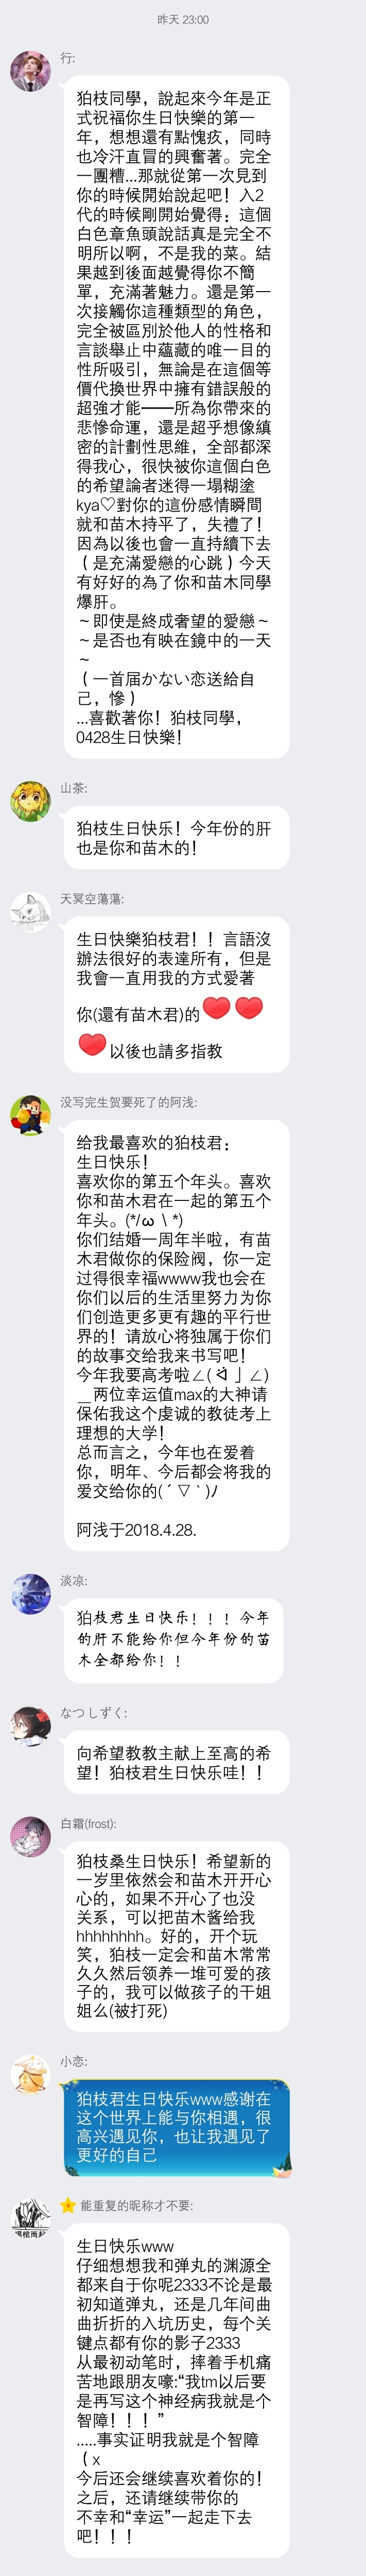 昨天 23:00
行:
狛枝同學，說起來今年是正
式祝福你生日快樂的第一
年，想想還有點愧疚，同時
也冷汗直冒的興奮著。完全
一團糟...那就從第一次見到
你的時候開始說起吧！入2
代的時候剛開始覺得：這個
白色章魚頭說話真是完全不
明所以啊，不是我的菜。結
果越到後面越覺得你不簡
單，充滿著魅力。還是第一
次接觸你這種類型的角色，
完全被區別於他人的性格和
言談舉止中蘊藏的唯一目的
性所吸引，無論是在這個等
價代換世界中擁有錯誤般的
超強才能——所為你帶來的
悲慘命運，還是超乎想像縝
密的計劃性思維，全部都深
得我心，很快被你這個白色
的希望論者迷得一塌糊塗
kya♡對你的這份感情瞬間
就和苗木持平了，失禮了！
因為以後也會一直持續下去
（是充滿愛戀的心跳）今天
有好好的為了你和苗木同學
爆肝。
～即使是終成奢望的愛戀～
～是否也有映在鏡中的一天
～
（一首届かない恋送給自
己，慘）
...喜歡著你！狛枝同學，
0428生日快樂！
山茶:
狛枝生日快乐！今年份的肝
也是你和苗木的！
天冥空蕩蕩:
生日快樂狛枝君！！言語沒
辦法很好的表達所有，但是
我會一直用我的方式愛著
你(還有苗木君)的❤️❤️
❤️以後也請多指教
没写完生贺要死了的阿浅:
给我最喜欢的狛枝君：
生日快乐！
喜欢你的第五个年头。喜欢
你和苗木君在一起的第五个
年头。(*/ω＼*)
你们结婚一周年半啦，有苗
木君做你的保险阀，你一定
过得很幸福wwww我也会在
你们以后的生活里努力为你
们创造更多更有趣的平行世
界的！请放心将独属于你们
的故事交给我来书写吧！
今年我要高考啦∠( ᐛ 」∠)
＿两位幸运值max的大神请
保佑我这个虔诚的教徒考上
理想的大学！
总而言之，今年也在爱着
你，明年、今后都会将我的
爱交给你的(´▽`)ﾉ

阿浅于2018.4.28.
淡凉:
狛枝君生日快乐！！！今年
的肝不能给你但今年份的苗
木全都给你！！
なつしずく:
向希望教教主献上至高的希
望！狛枝君生日快乐哇！！
白霜(frost):
狛枝桑生日快乐！希望新的
一岁里依然会和苗木开开心
心的，如果不开心了也没
关系，可以把苗木酱给我
hhhhhhhh。好的，开个玩
笑，狛枝一定会和苗木常常
久久然后领养一堆可爱的孩
子的，我可以做孩子的干姐
姐么(被打死)
小恋:
狛枝君生日快乐www感谢在
这个世界上能与你相遇，很
高兴遇见你，也让我遇见了
更好的自己
能重复的昵称才不要:
生日快乐www
仔细想想我和弹丸的渊源全
都来自于你呢2333不论是最
初知道弹丸，还是几年间曲
曲折折的入坑历史，每个关
键点都有你的影子2333
从最初动笔时，摔着手机痛
苦地跟朋友嚎:“我tm以后要
是再写这个神经病我就是个
智障！！！”
.....事实证明我就是个智障
（x
今后还会继续喜欢着你的！
之后，还请继续带你的
不幸和“幸运”一起走下去
吧！！！